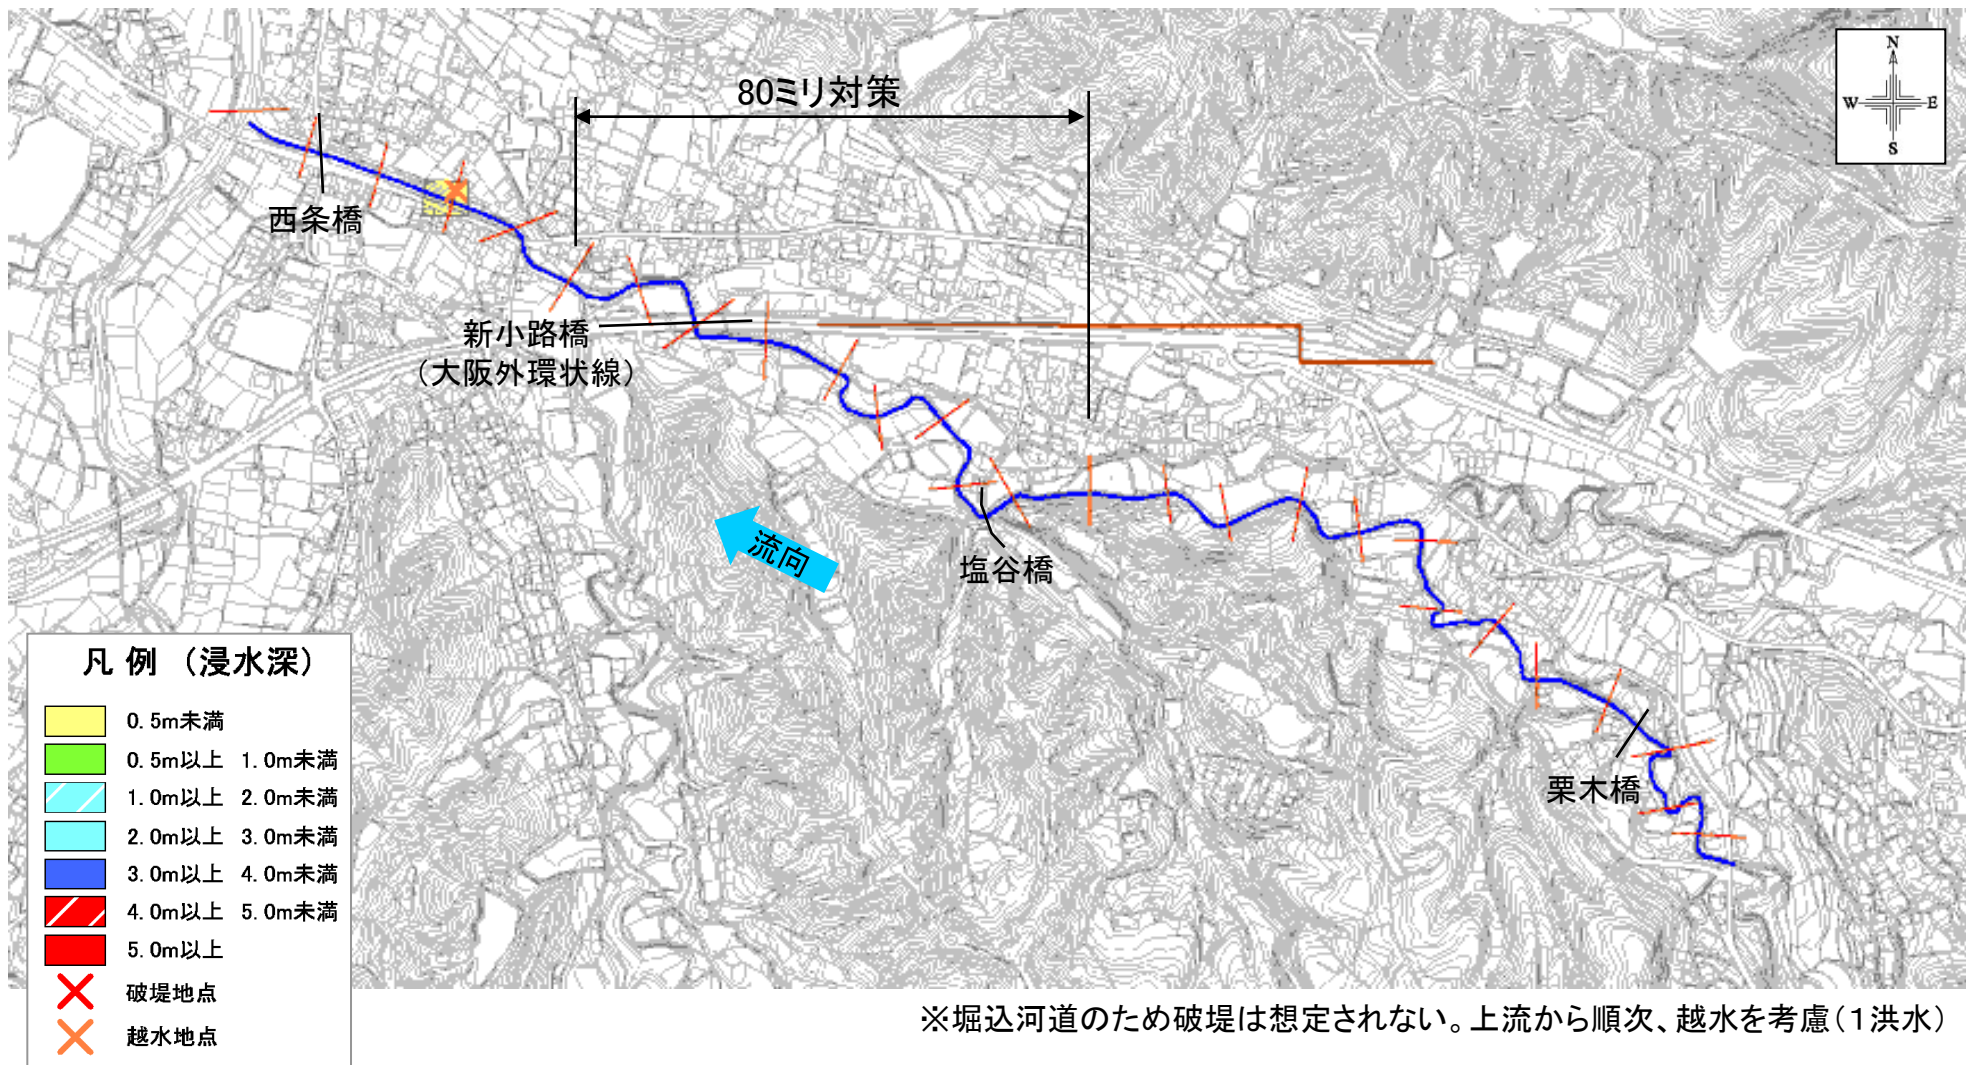 80ミリ対策
N
W
E
S
西条橋
新小路橋
（大阪外環状線）
流向
塩谷橋
栗木橋
凡 例 （浸水深）
0.5m未満
0.5m以上 1.0m未満
1.0m以上 2.0m未満
2.0m以上 3.0m未満
3.0m以上 4.0m未満
4.0m以上 5.0m未満
5.0m以上
破堤地点
越水地点
※堀込河道のため破堤は想定されない。上流から順次、越水を考慮（１洪水）